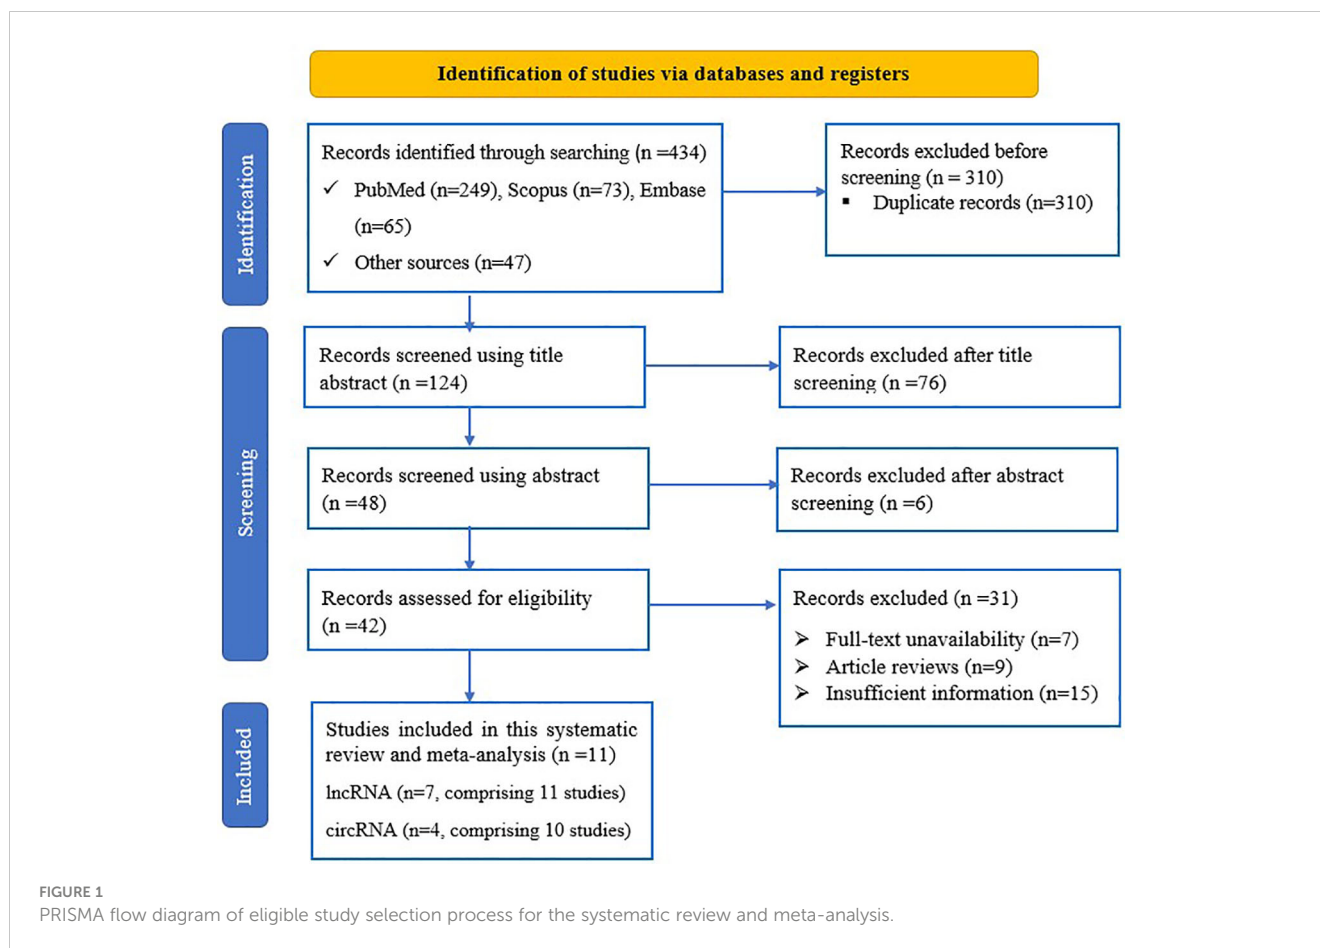 Identification of studies via databases and registers
Identification
Records identified through searching (n =434)
✓ PubMed (n=249), Scopus (n=73), Embase
(n=65)
✓ Other sources (n=47)
Records excluded before
screening (n = 310)
▪ Duplicate records (n=310)
Screening
Records screened using title
abstract (n =124)
Records excluded after title
screening (n =76)
Records screened using abstract
(n =48)
Records excluded after abstract
screening (n =6)
Records assessed for eligibility
(n =42)
Records excluded (n =31)
➢ Full-text unavailability (n=7)
➢ Article reviews (n=9)
➢ Insufficient information (n=15)
Included
Studies included in this systematic
review and meta-analysis (n =11)
lncRNA (n=7, comprising 11 studies)
circRNA (n=4, comprising 10 studies)
FIGURE 1
PRISMA flow diagram of eligible study selection process for the systematic review and meta-analysis.